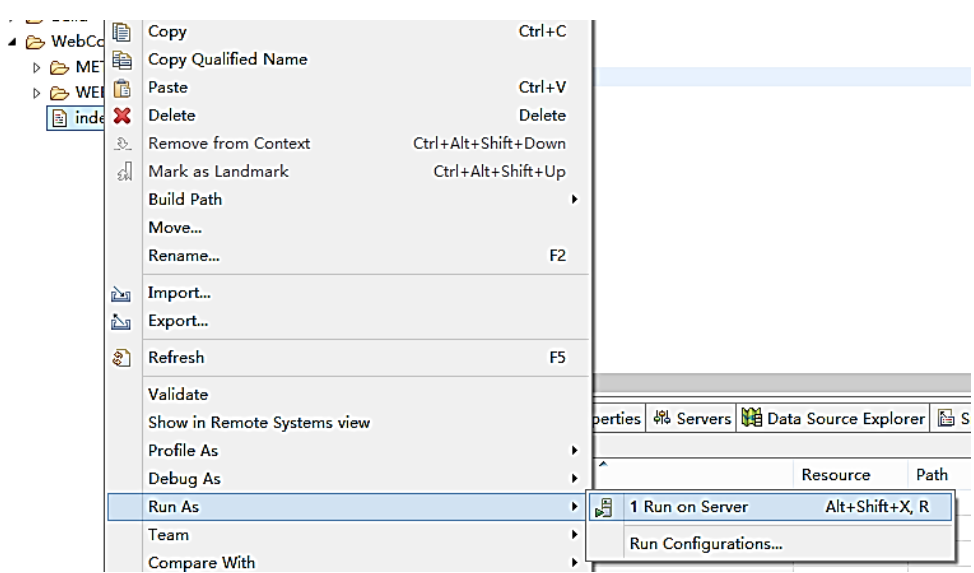 WebCo
MET
WEB
inde
Copy Ctrl+C
Copy Qualified Name
Paste Ctrl+V
Delete Delete
Remove from Context Ctrl+Alt+Shift+Down
Mark as Landmark Ctrl+Alt+Shift+Up
Build Path
Move...
Rename... F2
Import...
Export...
Refresh F5
Validate
Show in Remote Systems view
Profile As
Debug As
Run As
Team
Compare With
perties Servers Data Source Explorer S
Resource Path
1 Run on Server Alt+Shift+X, R
Run Configurations...